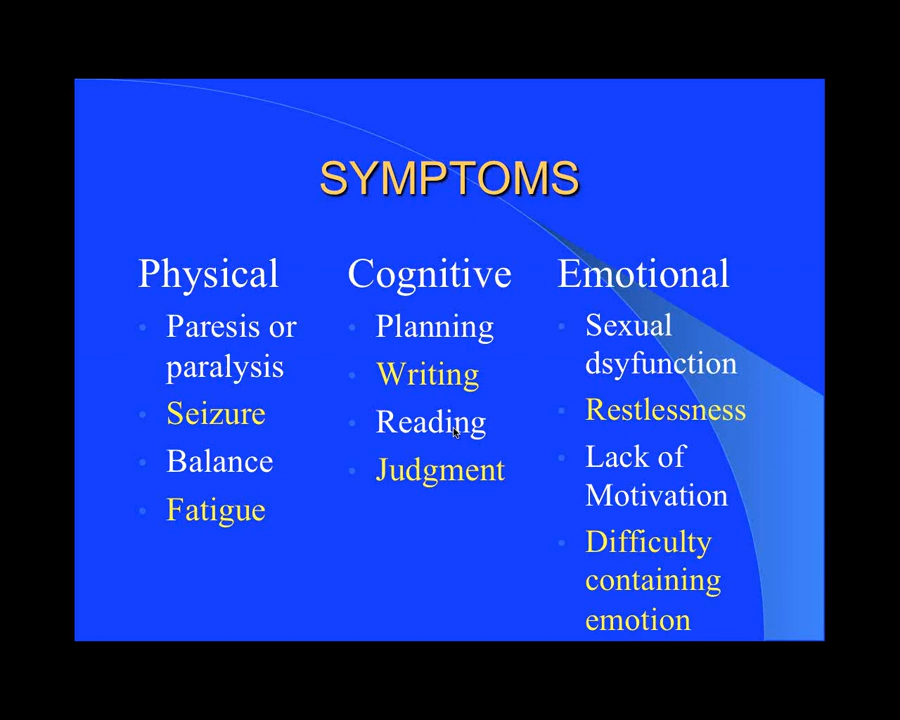 SYMPTOMS
Physical
Paresis or
paralysis
Seizure
Balance
Fatigue
Cognitive
Planning
Writing
Reading
Judgment
Emotional
Sexual
dsyfunction
Restlessness
Lack of
Motivation
Difficulty
containing
emotion